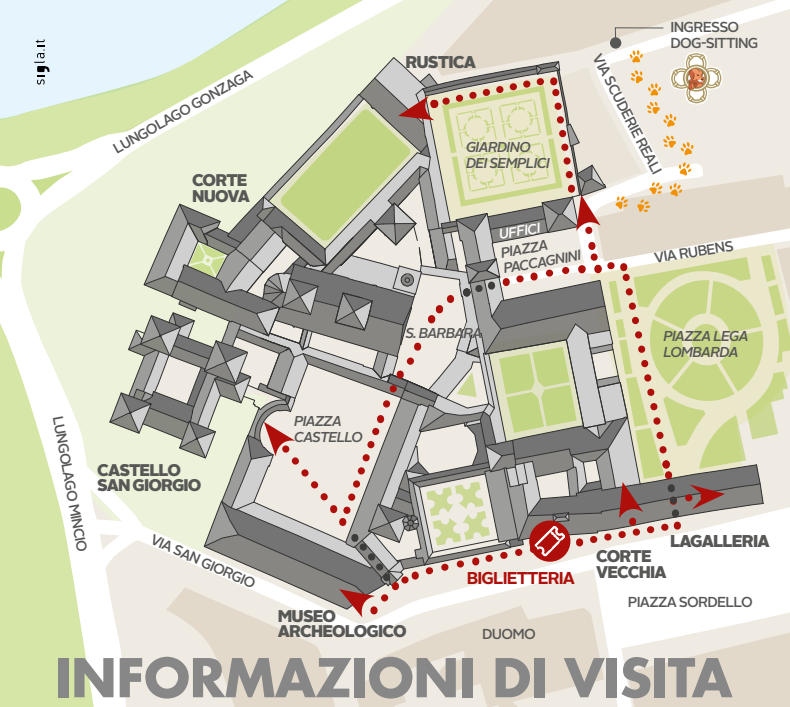 sigla.it
INGRESSO
DOG-SITTING
RUSTICA
LUNGOLAGO GONZAGA
VIA SCUDERIE REALI
GIARDINO
DEI SEMPLICI
CORTE
NUOVA
UFFICI
PIAZZA
PACCAGNINI
VIA RUBENS
S. BARBARA
PIAZZA LEGA
LOMBARDA
PIAZZA
CASTELLO
LUNGOLAGO MINCIO
CASTELLO
SAN GIORGIO
VIA SAN GIORGIO
LAGALLERIA
CORTE
VECCHIA
BIGLIETTERIA
PIAZZA SORDELLO
MUSEO
ARCHEOLOGICO
DUOMO
INFORMAZIONI DI VISITA